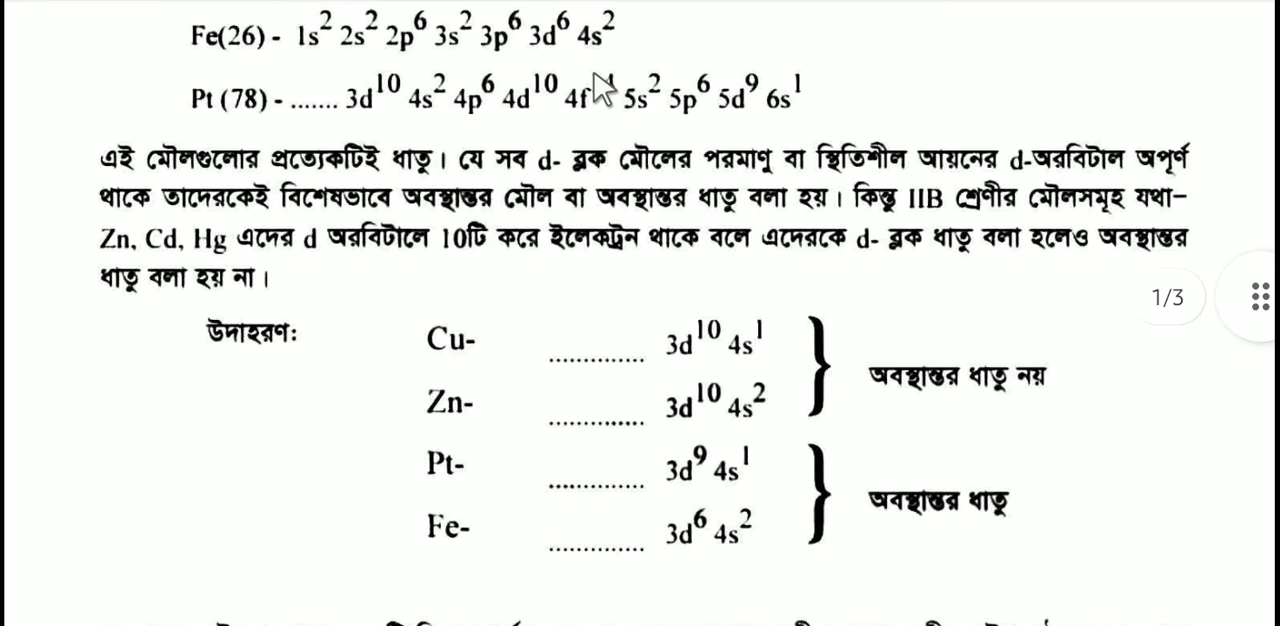 Fe(26) - 1s² 2s² 2p⁶ 3s² 3p⁶ 3d⁶ 4s²
Pt (78) - ....... 3d¹⁰ 4s² 4p⁶ 4d¹⁰ 5s² 5p⁶ 5d⁹ 6s¹
এই মৌলগুলোর প্রত্যেকটিই ধাতু। যে সব d- ব্লক মৌলের পরমাণু বা স্থিতিশীল আয়নের d-অরবিটাল অপূর্ণ
থাকে তাদেরকেই বিশেষভাবে অবস্থান্তর মৌল বা অবস্থান্তর ধাতু বলা হয়। কিন্তু IIB শ্রেণীর মৌলসমূহ যথা-
Zn, Cd, Hg এদের d অরবিটালে 10টি করে ইলেকট্রন থাকে বলে এদেরকে d- ব্লক ধাতু বলা হলেও অবস্থান্তর
ধাতু বলা হয় না।
1/3
উদাহরণঃ Cu- .............. 3d¹⁰ 4s¹
অবস্থান্তর ধাতু নয়
Zn- .............. 3d¹⁰ 4s²
Pt- .............. 3d⁹ 4s¹
অবস্থান্তর ধাতু
Fe- .............. 3d⁶ 4s²